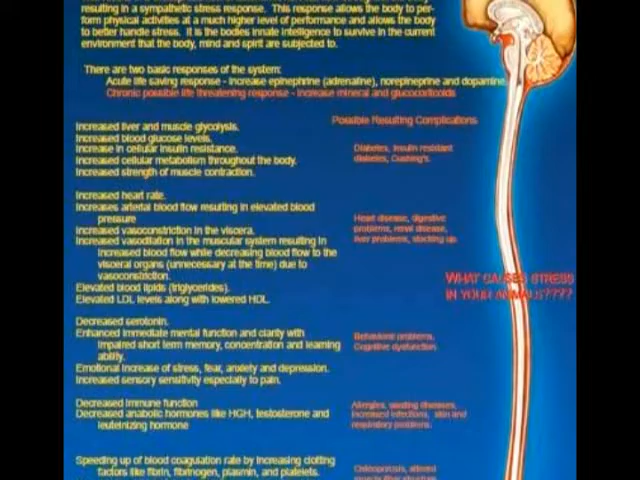 resulting in a sympathetic stress response. This response allows the body to per-
form physical activities at a much higher level of performance and allows the body
to better handle stress. It is the bodies innate intelligence to survive in the current
environment that the body, mind and spirit are subjected to.
There are two basic responses of the system:
Acute life saving response - increase epinephrine (adrenaline), norepineprine and dopamine
Chronic possible life threatening response - increase mineral and glucocorticoids
Possible Resulting Complications
Increased liver and muscle glycolysis.
Increased blood glucose levels.
Increase in cellular insulin resistance.
Increased cellular metabolism throughout the body.
Increased strength of muscle contraction.
Diabetes, insulin resistant
diabetes, Cushing's.
Increased heart rate.
Increases arterial blood flow resulting in elevated blood
pressure
Increased vasoconstriction in the viscera.
Increased vasodilation in the muscular system resulting in
increased blood flow while decreasing blood flow to the
visceral organs (unnecessary at the time) due to
vasoconstriction.
Elevated blood lipids (triglycerides).
Elevated LDL levels along with lowered HDL.
Heart disease, digestive
problems, renal disease,
liver problems, stocking up.
WHAT CAUSES STRESS
IN YOUR ANIMALS????
Decreased serotonin.
Enhanced immediate mental function and clarity with
impaired short term memory, concentration and learning
ability.
Emotional increase of stress, fear, anxiety and depression.
Increased sensory sensitivity especially to pain.
Behavioral problems,
Cognitive dysfunction.
Decreased immune function
Decreased anabolic hormones like HGH, testosterone and
leuteinizing hormone
Allergies, wasting diseases,
increased infections, skin and
respiratory problems.
Speeding up of blood coagulation rate by increasing clotting
factors like fibrin, fibrinogen, plasmin, and platelets.
Osteoporosis, altered